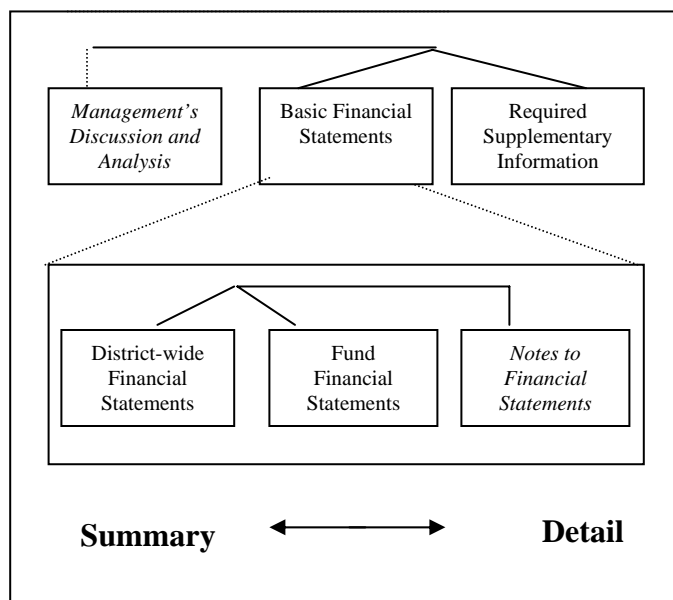 Management's
Discussion and
Analysis
Basic Financial
Statements
Required
Supplementary
Information
District-wide
Financial
Statements
Fund
Financial
Statements
Notes to
Financial
Statements
Summary
Detail